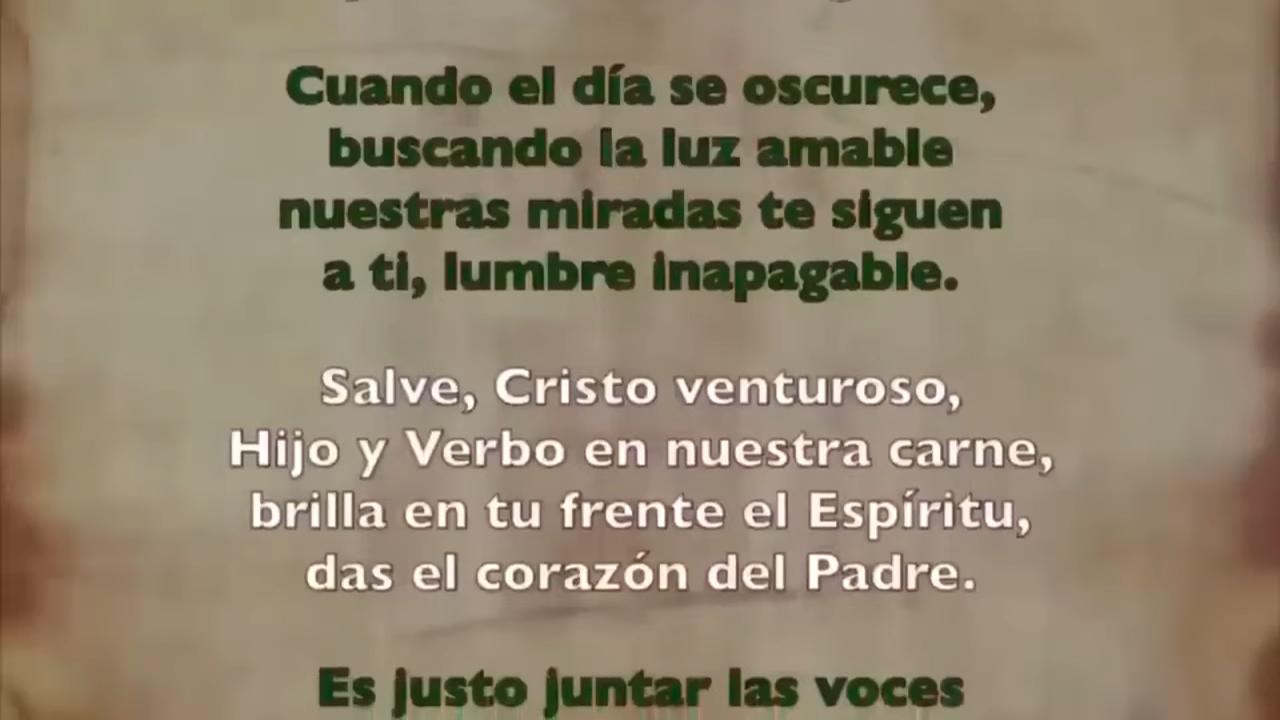 Cuando el día se oscurece,
buscando la luz amable
nuestras miradas te siguen
a ti, lumbre inapagable.
Salve, Cristo venturoso,
Hijo y Verbo en nuestra carne,
brilla en tu frente el Espíritu,
das el corazón del Padre.
Es justo juntar las voces